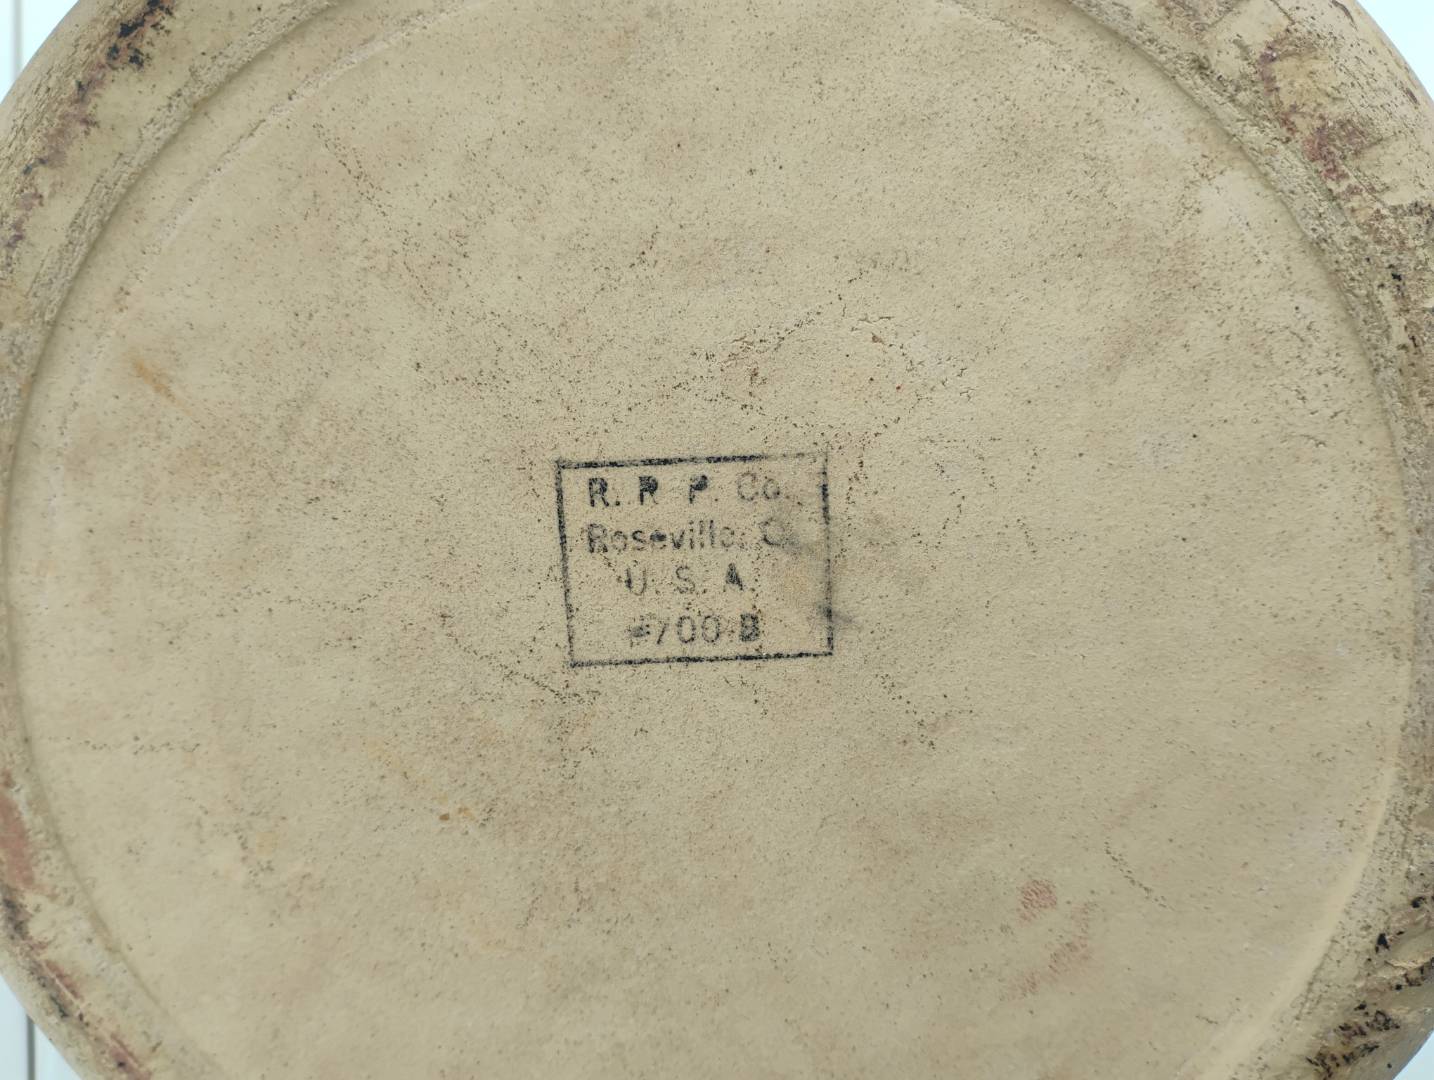 R. R. P. Co.
Roseville, O.
U. S. A.
#700-B